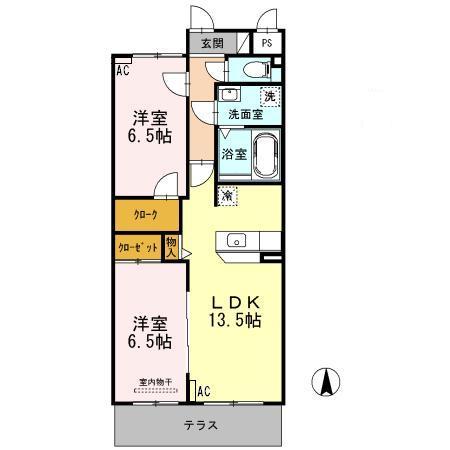 玄関
PS
AC
洋室
6.5帖
洗
洗面室
浴室
冷
クローク
クローゼット
物入
LDK
13.5帖
洋室
6.5帖
室内物干
AC
テラス